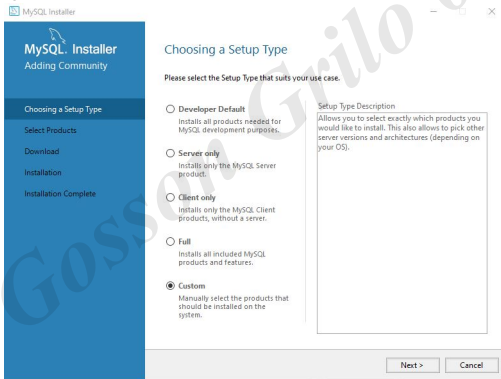 MySQL Installer
MySQL. Installer
Adding Community
Choosing a Setup Type
Select Products
Download
Installation
Installation Complete
Choosing a Setup Type
Please select the Setup Type that suits your use case.
Developer Default
Installs all products needed for
MySQL development purposes.
Server only
Installs only the MySQL Server
product.
Client only
Installs only the MySQL Client
products, without a server.
Full
Installs all included MySQL
products and features.
Custom
Manually select the products that
should be installed on the
system.
Setup Type Description
Allows you to select exactly which products you
would like to install. This also allows to pick other
server versions and architectures (depending on
your OS).
Next >
Cancel
Gosson Grilo